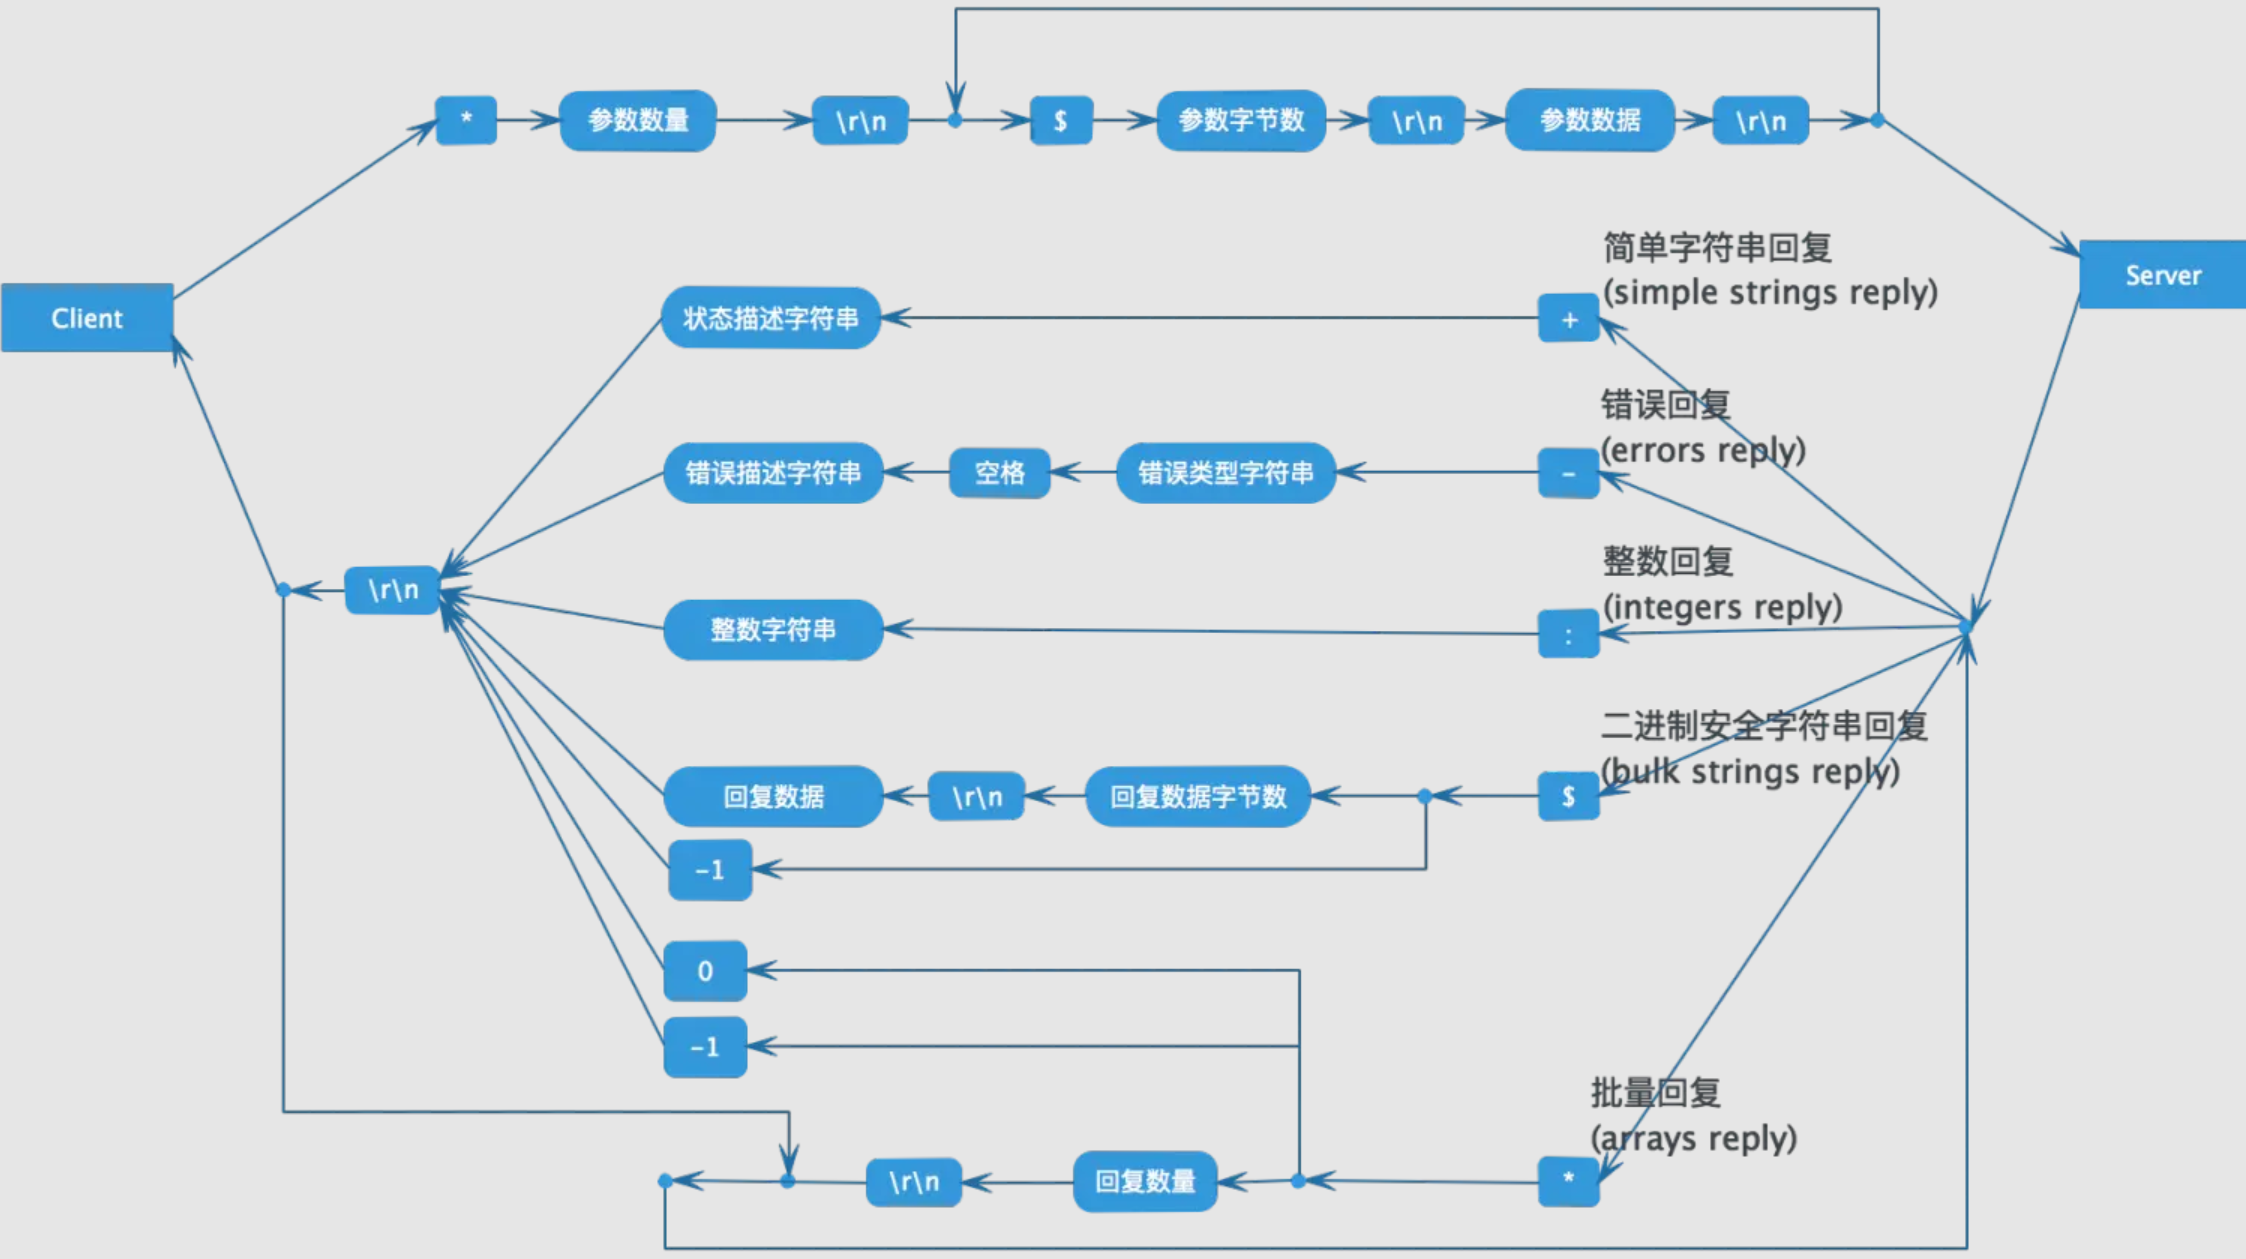 *
参数数量
\r\n
$
参数字节数
\r\n
参数数据
\r\n
Client
Server
简单字符串回复
(simple strings reply)
状态描述字符串
+
错误回复
(errors reply)
错误描述字符串
空格
错误类型字符串
-
整数回复
(integers reply)
\r\n
整数字符串
:
二进制安全字符串回复
(bulk strings reply)
回复数据
\r\n
回复数据字节数
$
-1
0
-1
批量回复
(arrays reply)
\r\n
回复数量
*